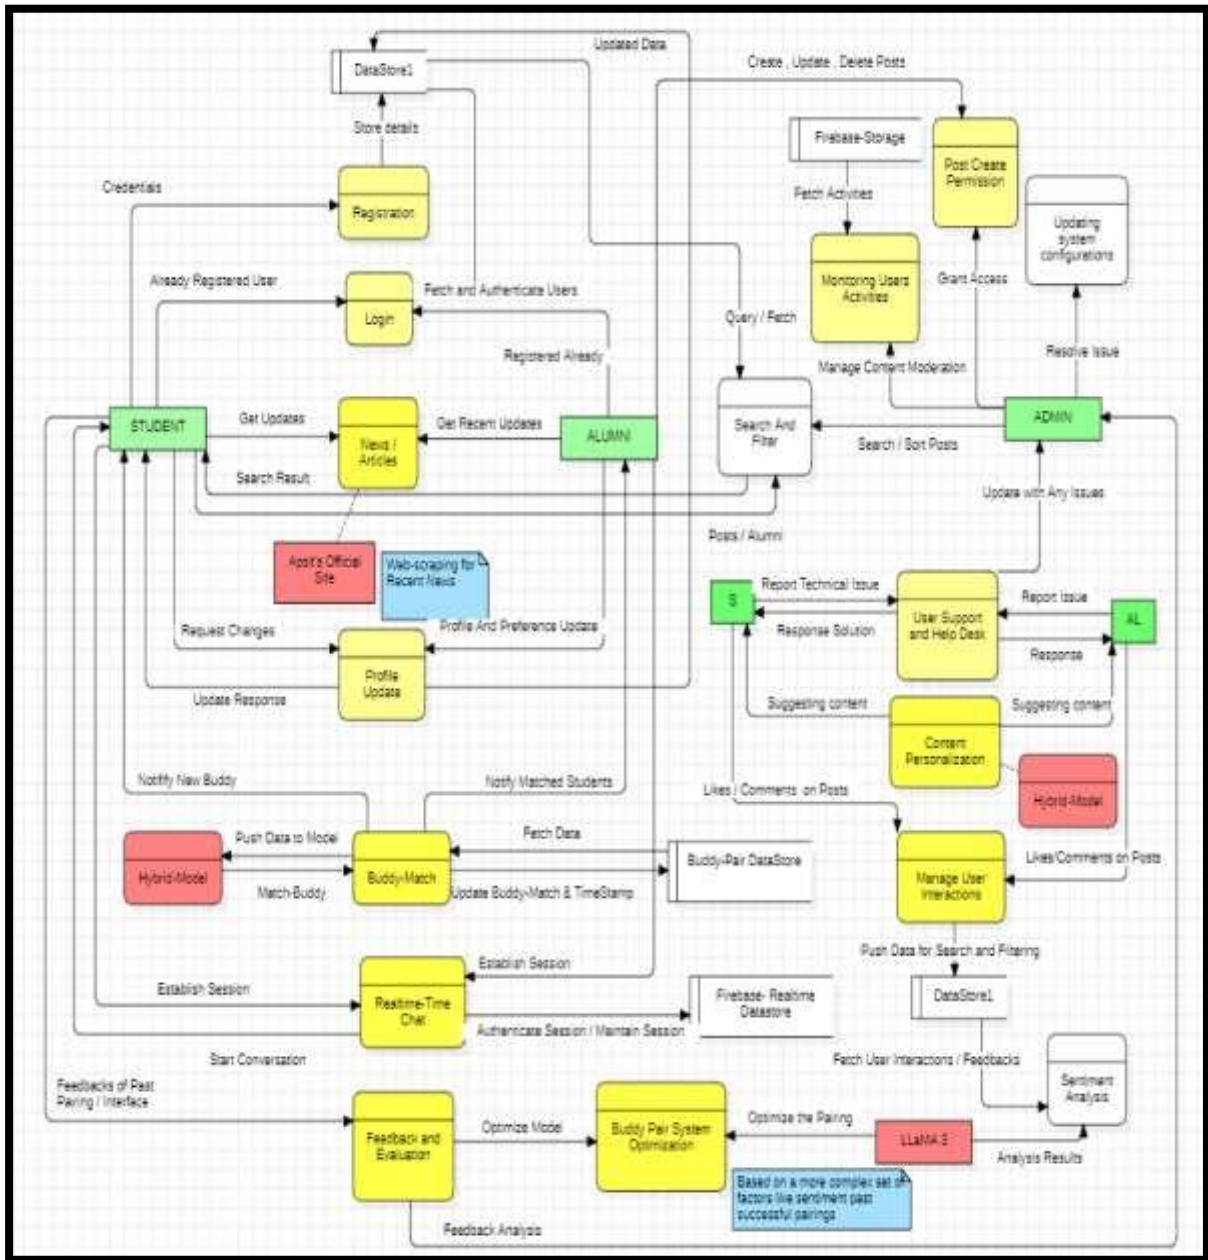 Updated Data
DataStore1
Create , Update , Delete Posts
Store details
Firebase-Storage
Post Create
Permission
Credentials
Fetch Activities
Registration
Updating
system
configurations
Already Registered User
Fetch and Authenticate Users
Monitoring Users
Activities
Grant Access
Login
Query / Fetch
Registered Already
Manage Content Moderation
Resolve Issue
STUDENT
Get Updates
News /
Articles
Get Recent Updates
ALUMNI
Search And
Filter
Search / Sort Posts
ADMIN
Search Result
Update with Any Issues
Posts / Alumni
Apsit's Official
Site
Web-scraping for
Recent News
S
Report Technical Issue
Response Solution
User Support
and Help Desk
Report Issue
Response
AL
Request Changes
Profile And Preference Update
Profile
Update
Update Response
Suggesting content
Suggesting content
Content
Personalization
Hybrid-Model
Notifify New Buddy
Notify Matched Students
Likes / Comments on Posts
Push Data to Model
Fetch Data
Hybrid-Model
Match-Buddy
Buddy-Match
Update Buddy-Match & TimeStamp
Buddy-Pair DataStore
Manage User
Interactions
Likes/Comments on Posts
Push Data for Search and Filtering
Establish Session
Establish Session
Realtime-Time
Chat
Authenticate Session / Maintain Session
Firebase- Realtime
Datastore
DataStore1
Start Conversation
Fetch User Interactions / Feedbacks
Sentiment
Analysis
Feedbacks of Past
Pairing / Interface
Feedback and
Evaluation
Optimize Model
Buddy Pair System
Optimization
Optimize the Pairing
LLaMA 3
Analysis Results
Based on a more complex set of
factors like sentiment past
successful pairings
Feedback Analysis